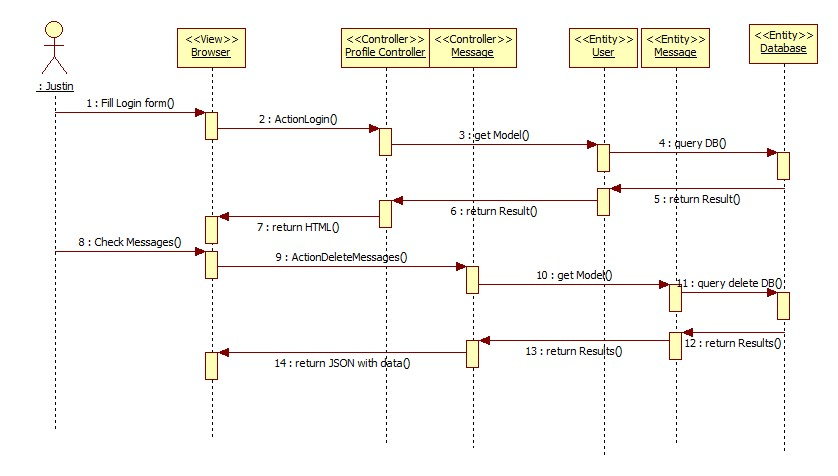 <<View>>
Browser
<<Controller>>
Profile Controller
<<Controller>>
Message
<<Entity>>
User
<<Entity>>
Message
<<Entity>>
Database
: Justin
1 : Fill Login form()
2 : ActionLogin()
3 : get Model()
4 : query DB()
5 : return Result()
6 : return Result()
7 : return HTML()
8 : Check Messages()
9 : ActionDeleteMessages()
10 : get Model()
11 : query delete DB()
12 : return Results()
13 : return Results()
14 : return JSON with data()